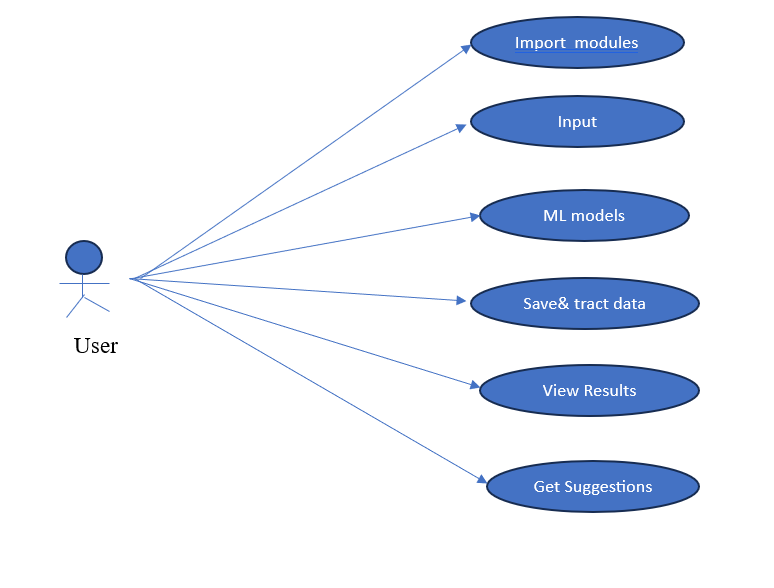 Import modules
Input
ML models
Save& tract data
User
View Results
Get Suggestions